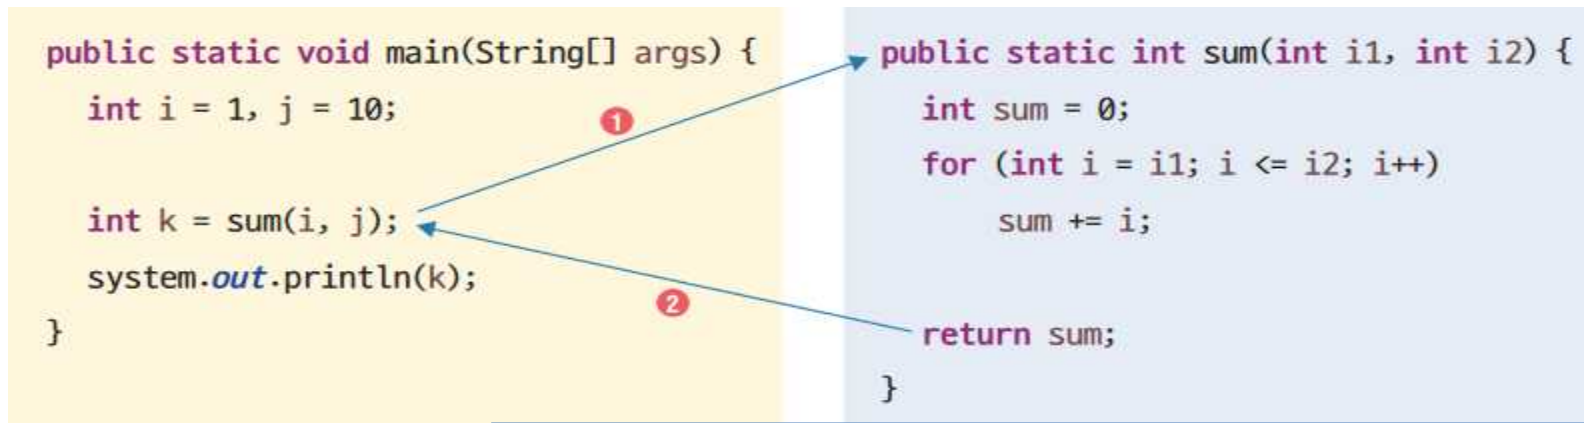 public static void main(String[] args) {
int i = 1, j = 10;
int k = sum(i, j);
system.out.println(k);
}
1
2
public static int sum(int i1, int i2) {
int sum = 0;
for (int i = i1; i <= i2; i++)
sum += i;
return sum;
}